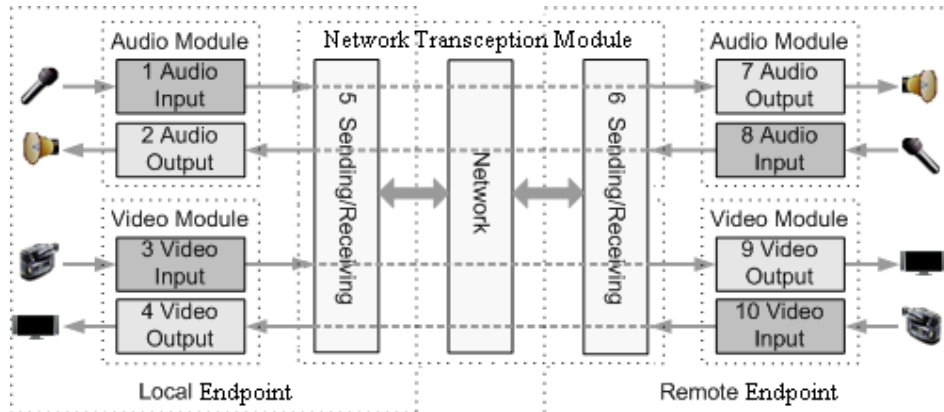 Audio Module
Network Transception Module
Audio Module
1 Audio
Input
2 Audio
Output
5 Sending/Receiving
Network
6 Sending/Receiving
7 Audio
Output
8 Audio
Input
Video Module
3 Video
Input
4 Video
Output
Video Module
9 Video
Output
10 Video
Input
Local Endpoint
Remote Endpoint